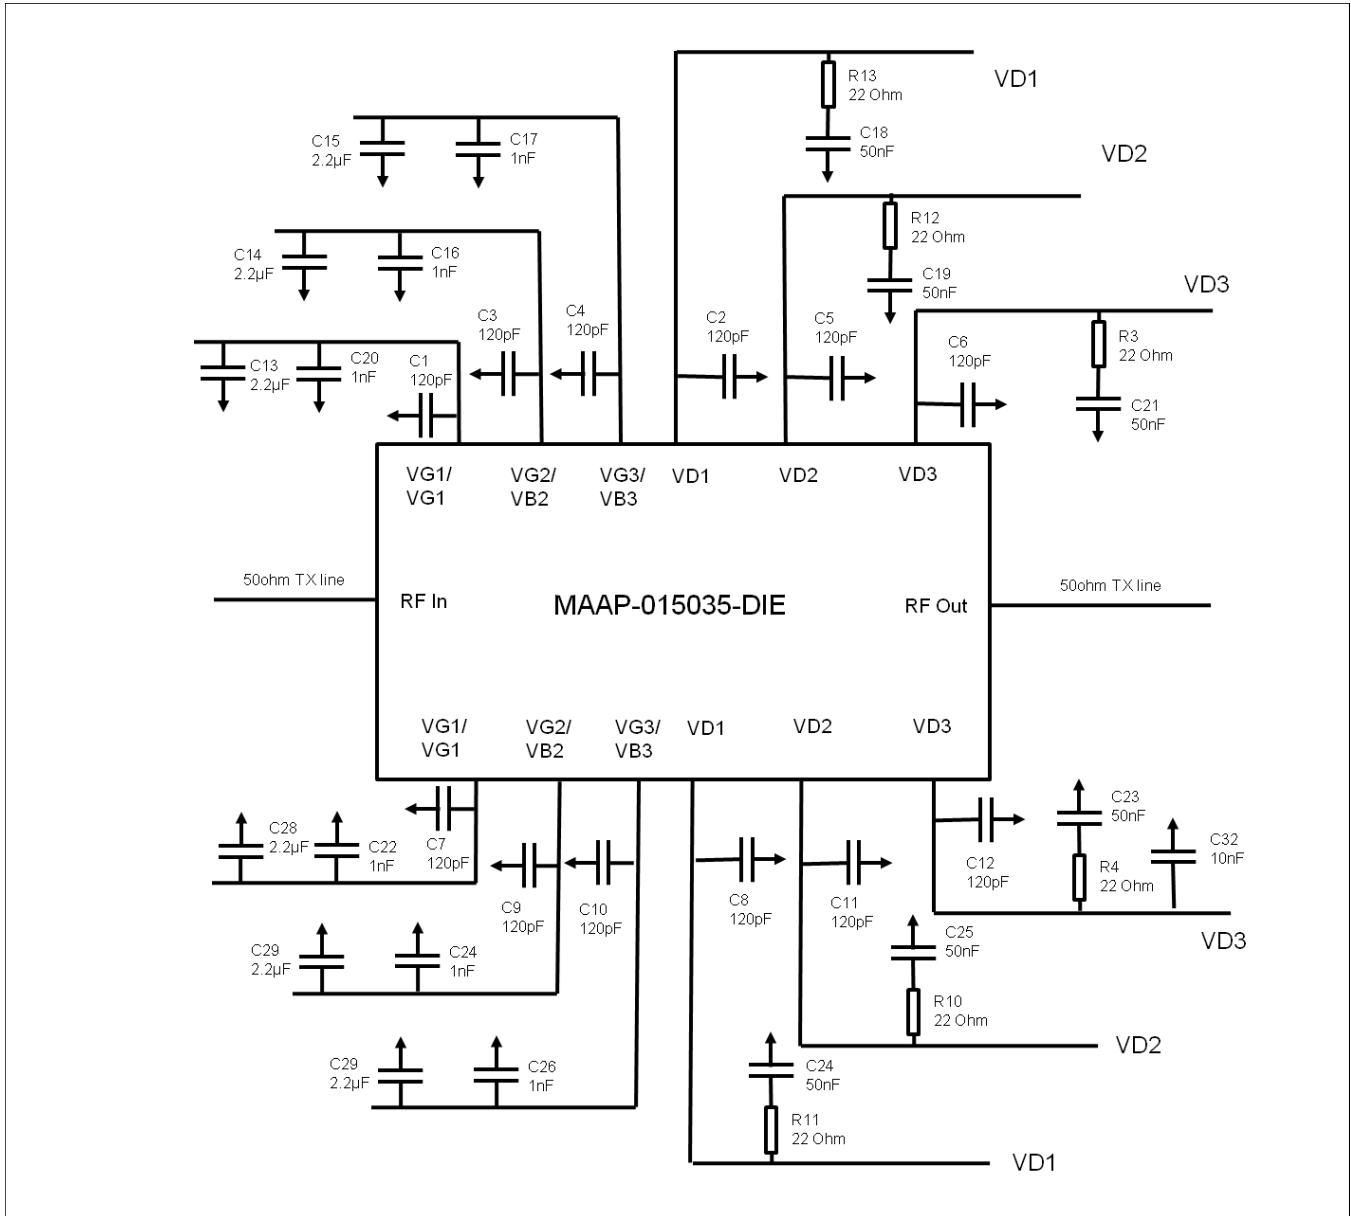 VD1
R13
22 Ohm
C18
50nF
C15
2.2µF
C17
1nF
VD2
R12
22 Ohm
C19
50nF
C14
2.2µF
C16
1nF
VD3
R3
22 Ohm
C21
50nF
C13
2.2µF
C20
1nF
C1
120pF
C3
120pF
C4
120pF
C2
120pF
C5
120pF
C6
120pF
VG1/
VG1
VG2/
VB2
VG3/
VB3
VD1
VD2
VD3
50ohm TX line
RF In
MAAP-015035-DIE
RF Out
50ohm TX line
VG1/
VG1
VG2/
VB2
VG3/
VB3
VD1
VD2
VD3
C28
2.2µF
C22
1nF
C7
120pF
C9
120pF
C10
120pF
C8
120pF
C11
120pF
C12
120pF
C23
50nF
R4
22 Ohm
C32
10nF
VD3
C29
2.2µF
C24
1nF
C25
50nF
R10
22 Ohm
VD2
C29
2.2µF
C26
1nF
C24
50nF
R11
22 Ohm
VD1